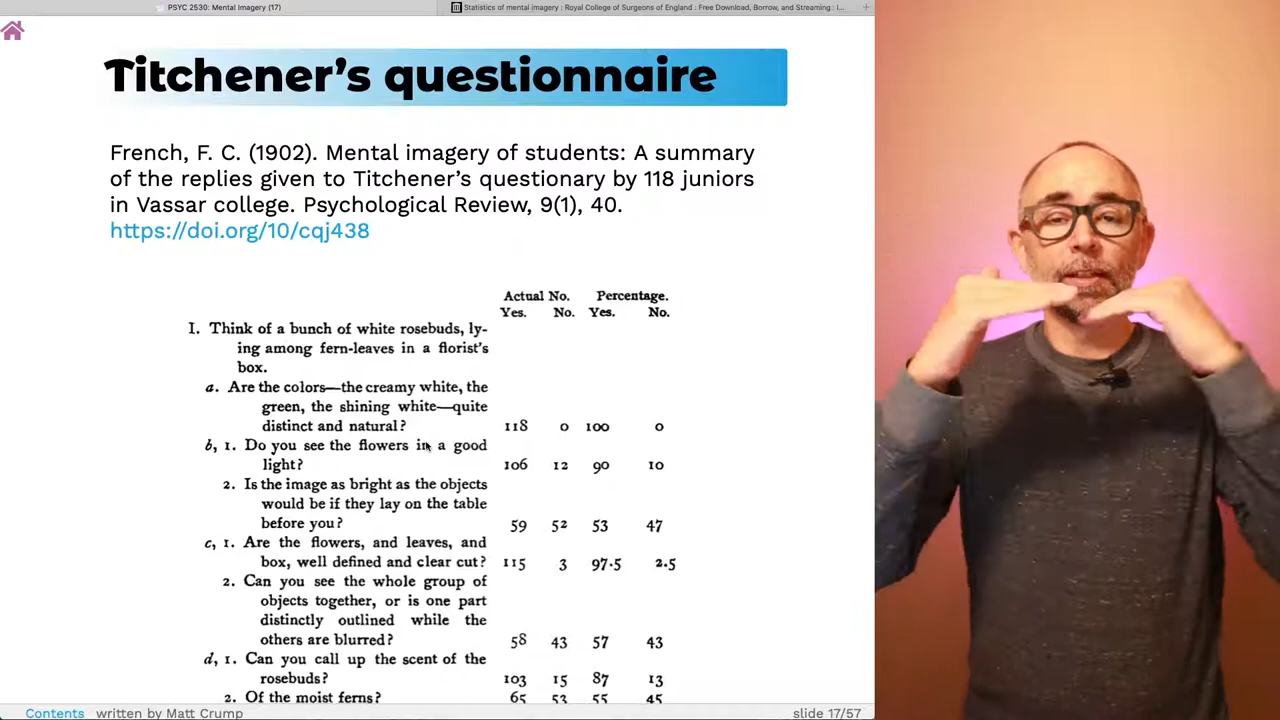 PSYC 2530: Mental Imagery (17)
Statistics of mental imagery : Royal College of Surgeons of England : Free Download, Borrow, and Streaming : I...
Titchener's questionnaire
French, F. C. (1902). Mental imagery of students: A summary
of the replies given to Titchener's questionary by 118 juniors
in Vassar college. Psychological Review, 9(1), 40.
https://doi.org/10/cqj438
Actual No. Percentage.
Yes. No. Yes. No.
I. Think of a bunch of white rosebuds, ly-
ing among fern-leaves in a florist's
box.
a. Are the colors—the creamy white, the
green, the shining white—quite
distinct and natural? 118 0 100 0
b, 1. Do you see the flowers in a good
light? 106 12 90 10
2. Is the image as bright as the objects
would be if they lay on the table
before you? 59 52 53 47
c, 1. Are the flowers, and leaves, and
box, well defined and clear cut? 115 3 97.5 2.5
2. Can you see the whole group of
objects together, or is one part
distinctly outlined while the
others are blurred? 58 43 57 43
d, 1. Can you call up the scent of the
rosebuds? 103 15 87 13
2. Of the moist ferns? 65 53 55 45
Contents written by Matt Crump
slide 17/57